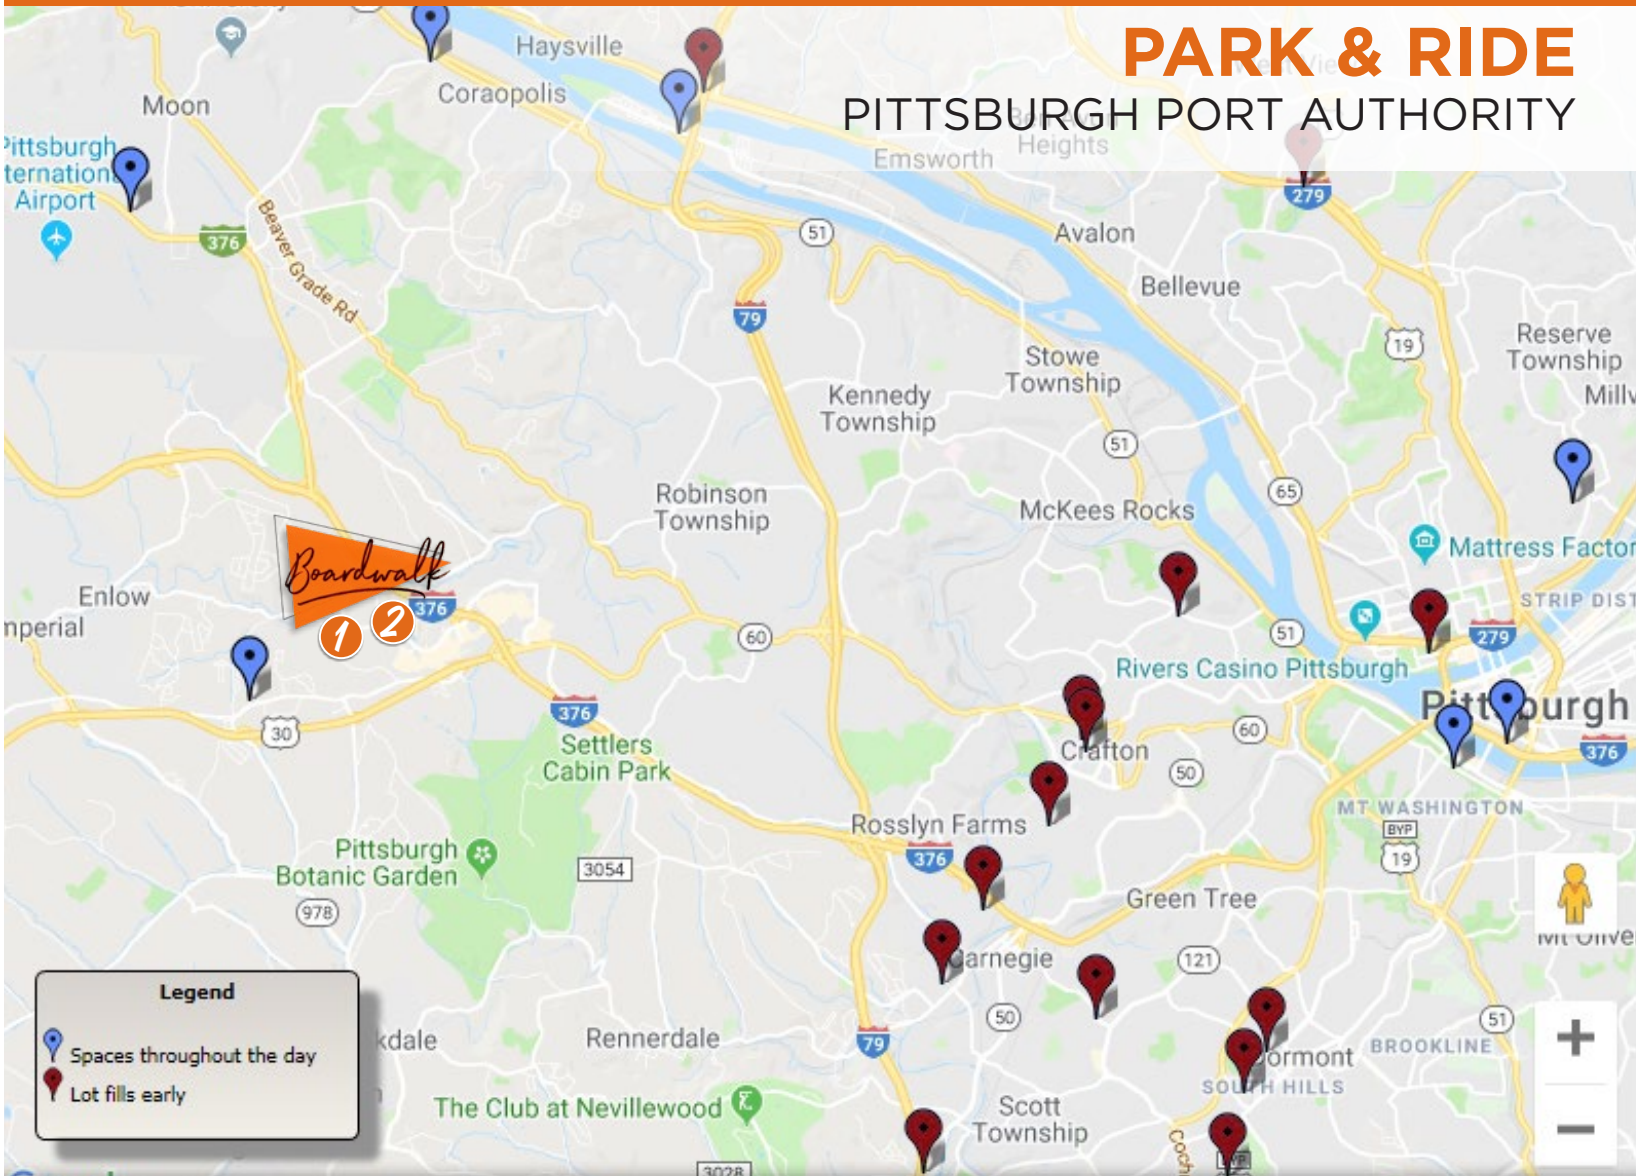 PARK & RIDE
PITTSBURGH PORT AUTHORITY
Haysville
Coraopolis
Moon
Heights
Emsworth
Pittsburgh
Airport
279
376
Beaver Grade Rd
51
Avalon
Bellevue
79
19
Reserve
Township
Stowe
Township
Kennedy
Township
51
65
Robinson
Township
McKees Rocks
Mattress Factor
Boardwalk
1
2
376
Enlow
STRIP DIST
60
51
279
Rivers Casino Pittsburgh
30
376
Settlers
Cabin Park
Crafton
60
50
376
MT WASHINGTON
BYP
19
Rosslyn Farms
376
Pittsburgh
Botanic Garden
3054
978
Green Tree
Carnegie
121
50
51
Legend
Spaces throughout the day
Lot fills early
kdale
Rennerdale
79
BROOKLINE
ormont
SOUTH HILLS
The Club at Nevillewood
Scott
Township
Coch
3028
+
−